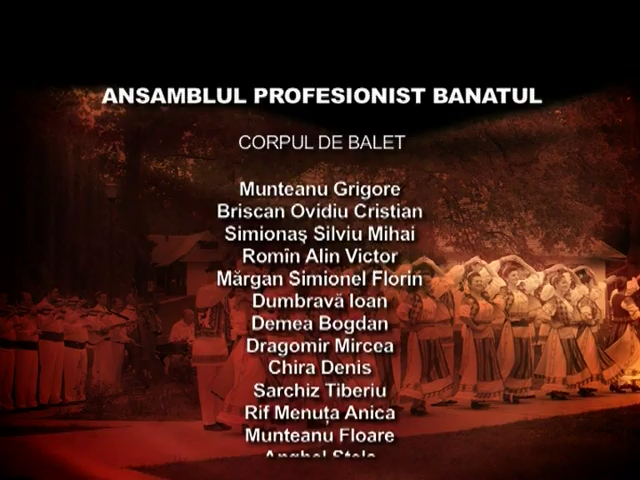 ANSAMBLUL PROFESIONIST BANATUL
CORPUL DE BALET
Munteanu Grigore
Briscan Ovidiu Cristian
Simionaș Silviu Mihai
Romîn Alin Victor
Mărgan Simionel Florin
Dumbravă Ioan
Demea Bogdan
Dragomir Mircea
Chira Denis
Sarchiz Tiberiu
Rif Menuța Anica
Munteanu Floare